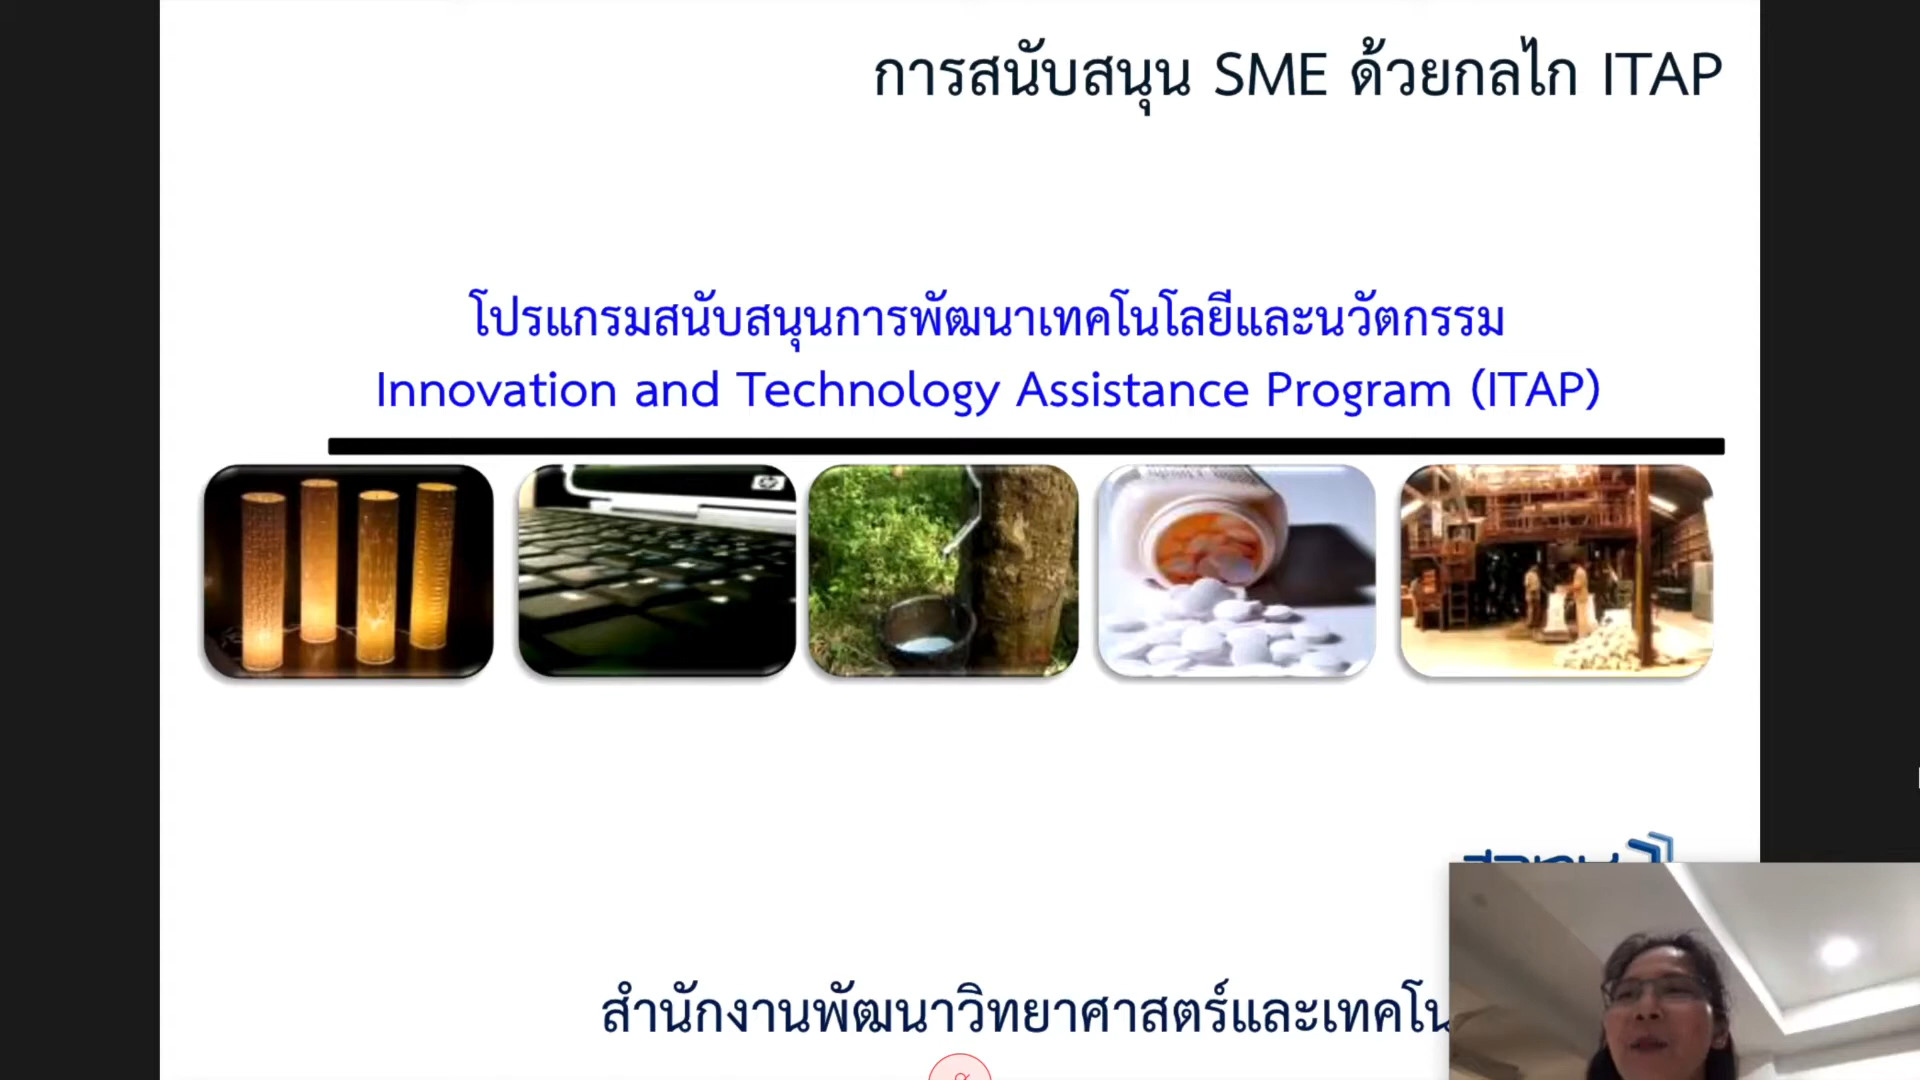 การสนับสนุน SME ด้วยกลไก ITAP
โปรแกรมสนับสนุนการพัฒนาเทคโนโลยีและนวัตกรรม
Innovation and Technology Assistance Program (ITAP)
hp
สำนักงานพัฒนาวิทยาศาสตร์และเทคโน